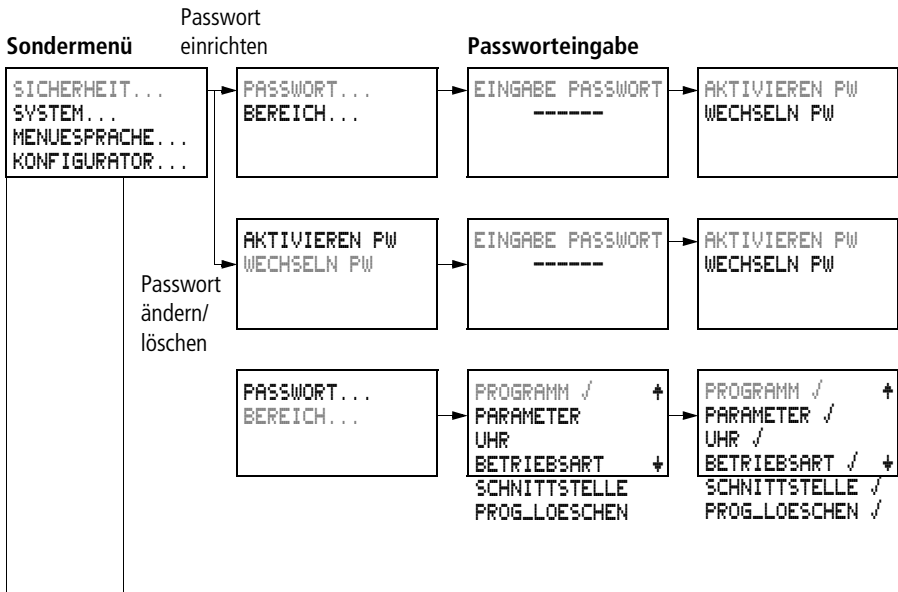 Passwort
einrichten
Sondermenü
Passworteingabe
SICHERHEIT...
SYSTEM...
MENUESPRACHE...
KONFIGURATOR...
PASSWORT...
BEREICH...
EINGABE PASSWORT
------
AKTIVIEREN PW
WECHSELN PW
Passwort
ändern/
löschen
AKTIVIEREN PW
WECHSELN PW
EINGABE PASSWORT
------
AKTIVIEREN PW
WECHSELN PW
PASSWORT...
BEREICH...
PROGRAMM √
PARAMETER
UHR
BETRIEBSART
SCHNITTSTELLE
PROG_LOESCHEN
PROGRAMM √
PARAMETER √
UHR √
BETRIEBSART √
SCHNITTSTELLE √
PROG_LOESCHEN √